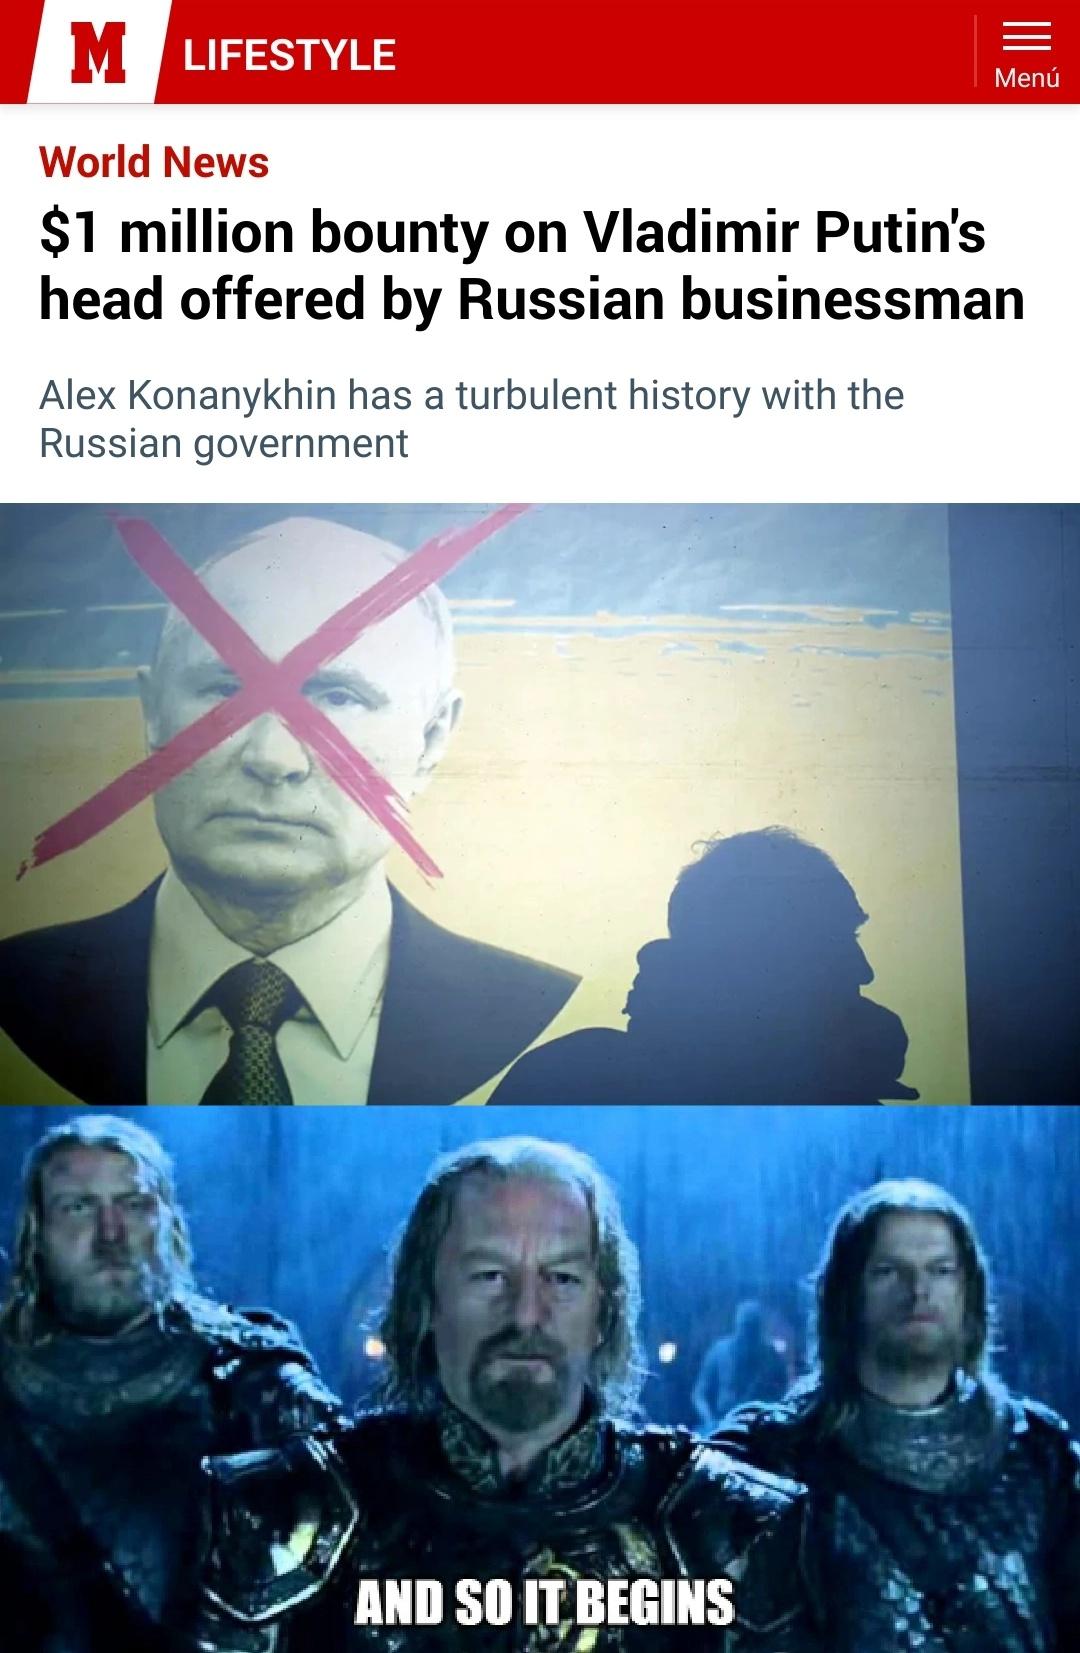 M LIFESTYLE
Menú
World News
$1 million bounty on Vladimir Putin's
head offered by Russian businessman
Alex Konanykhin has a turbulent history with the
Russian government
AND SO IT BEGINS